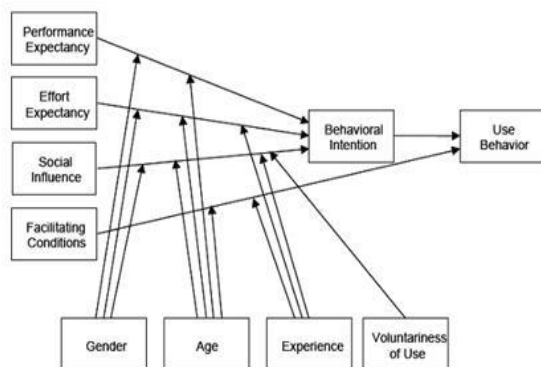 Performance
Expectancy
Effort
Expectancy
Social
Influence
Facilitating
Conditions
Behavioral
Intention
Use
Behavior
Gender
Age
Experience
Voluntariness
of Use